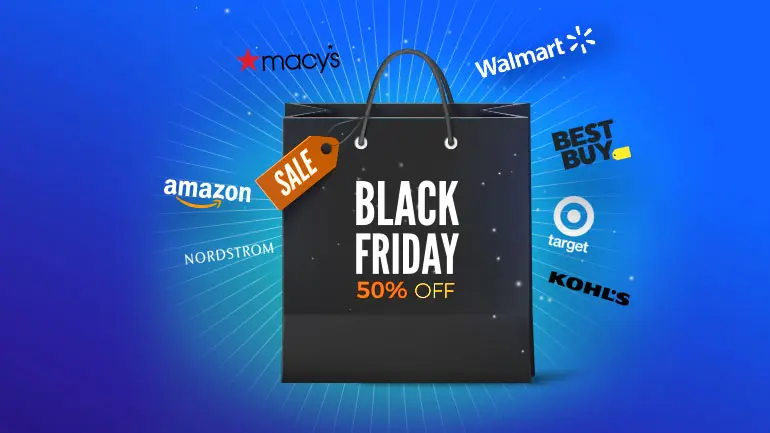 macy's
Walmart
BEST
BUY
amazon
SALE
BLACK
FRIDAY
50% OFF
target
NORDSTROM
KOHL'S